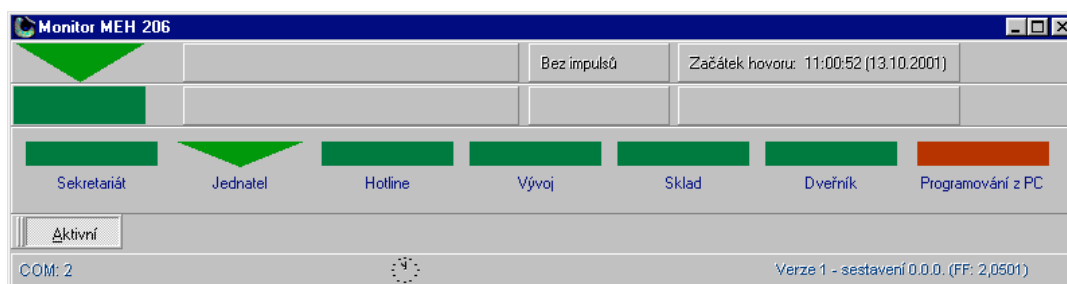 Monitor MEH 206
Bez impulsů Začátek hovoru: 11:00:52 (13.10.2001)
Sekretariát Jednatel Hotline Vývoj Sklad Dveřník Programování z PC
Aktivní
COM: 2 Verze 1 - sestavení 0.0.0. (FF: 2,0501)